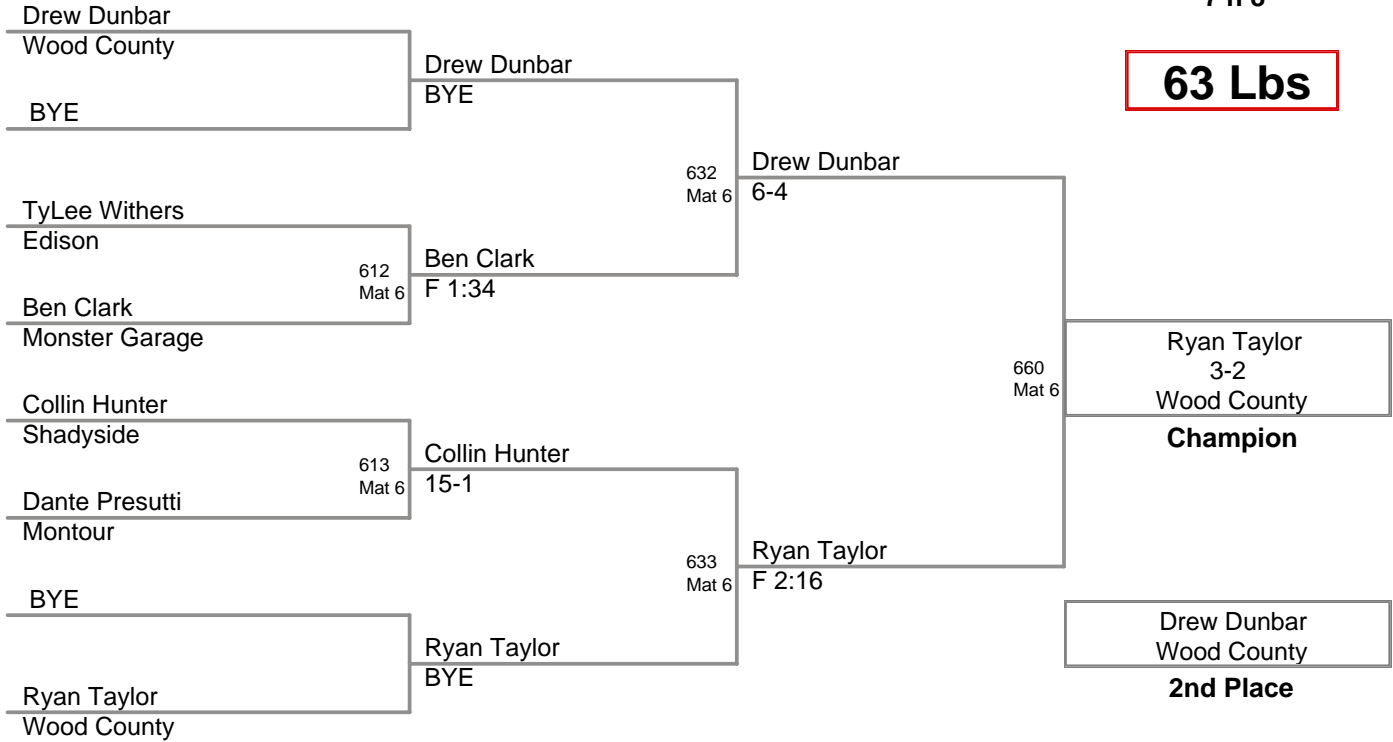 7 n 8
63 Lbs
Drew Dunbar
Wood County
BYE
TyLee Withers
Edison
Ben Clark
Monster Garage
Collin Hunter
Shadyside
Dante Presutti
Montour
BYE
Ryan Taylor
Wood County
Drew Dunbar
BYE
612
Mat 6
Ben Clark
F 1:34
613
Mat 6
Collin Hunter
15-1
Ryan Taylor
BYE
632
Mat 6
Drew Dunbar
6-4
633
Mat 6
Ryan Taylor
F 2:16
660
Mat 6
Ryan Taylor
3-2
Wood County
Champion
Drew Dunbar
Wood County
2nd Place